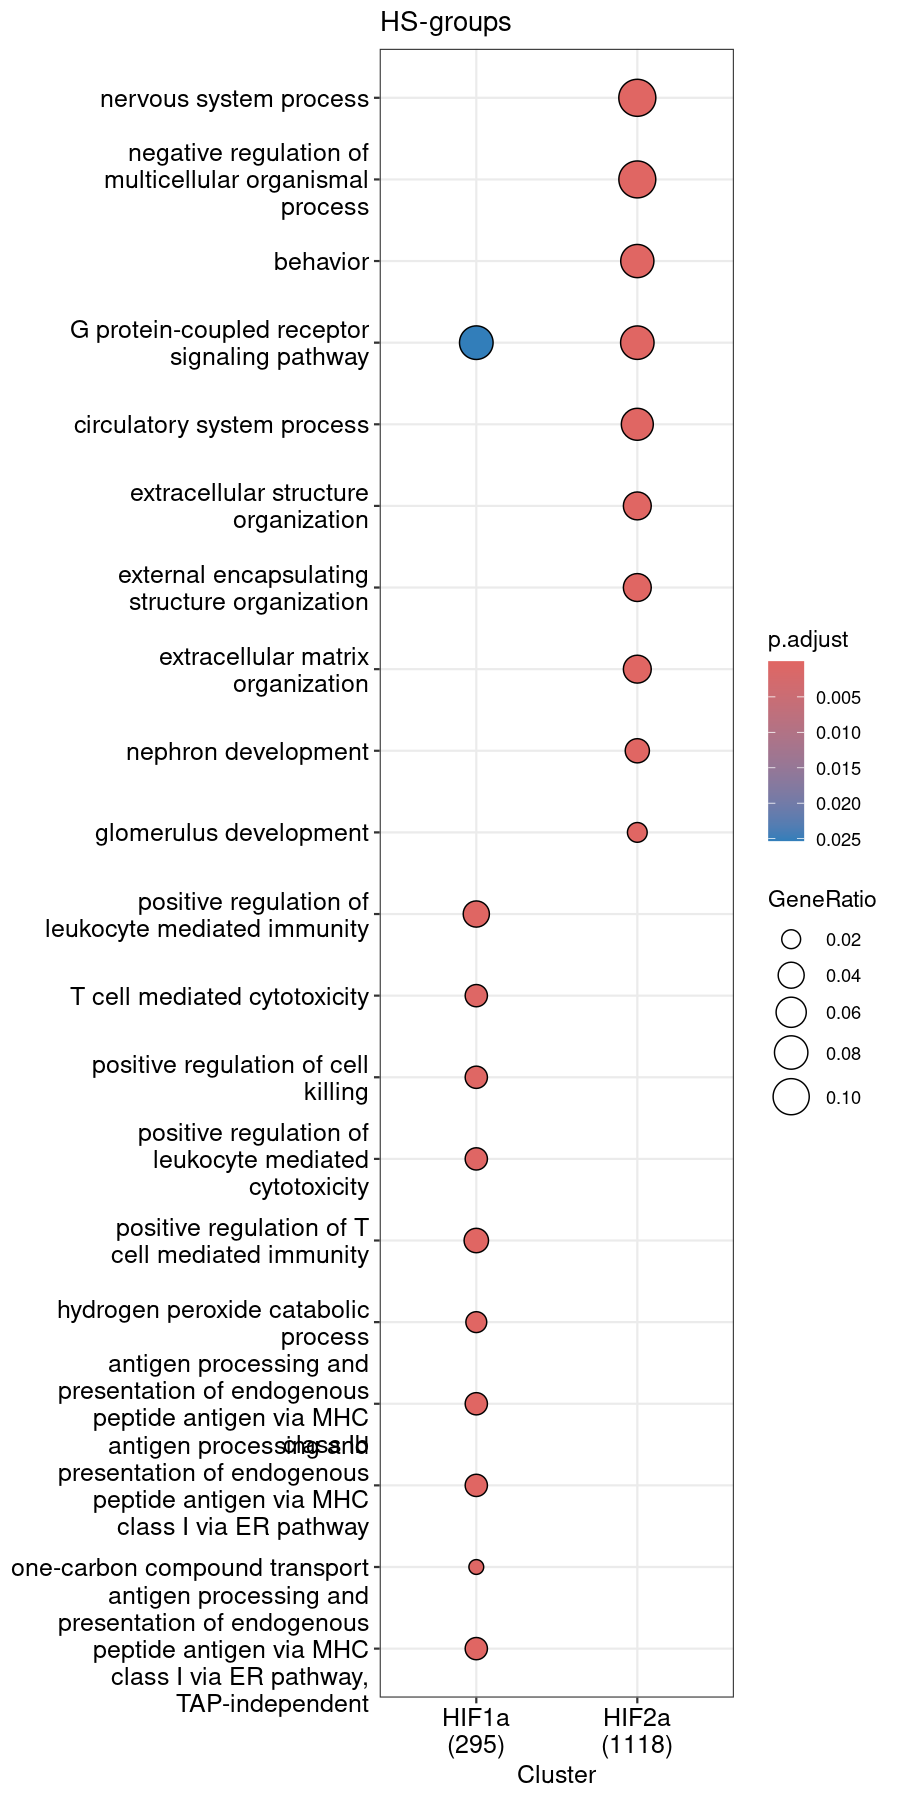 HS-groups
nervous system process
negative regulation of
multicellular organismal
process
behavior
G protein-coupled receptor
signaling pathway
circulatory system process
extracellular structure
organization
external encapsulating
structure organization
extracellular matrix
organization
nephron development
glomerulus development
positive regulation of
leukocyte mediated immunity
T cell mediated cytotoxicity
positive regulation of cell
killing
positive regulation of
leukocyte mediated
cytotoxicity
positive regulation of T
cell mediated immunity
hydrogen peroxide catabolic
process
antigen processing and
presentation of endogenous
peptide antigen via MHC
class Ib
antigen processing and
presentation of endogenous
peptide antigen via MHC
class I via ER pathway
one-carbon compound transport
antigen processing and
presentation of endogenous
peptide antigen via MHC
class I via ER pathway,
TAP-independent
HIF1a
(295)
HIF2a
(1118)
Cluster
p.adjust
0.005
0.010
0.015
0.020
0.025
GeneRatio
0.02
0.04
0.06
0.08
0.10